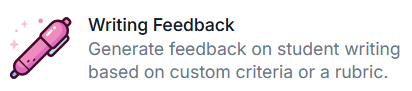 Writing Feedback
Generate feedback on student writing
based on custom criteria or a rubric.